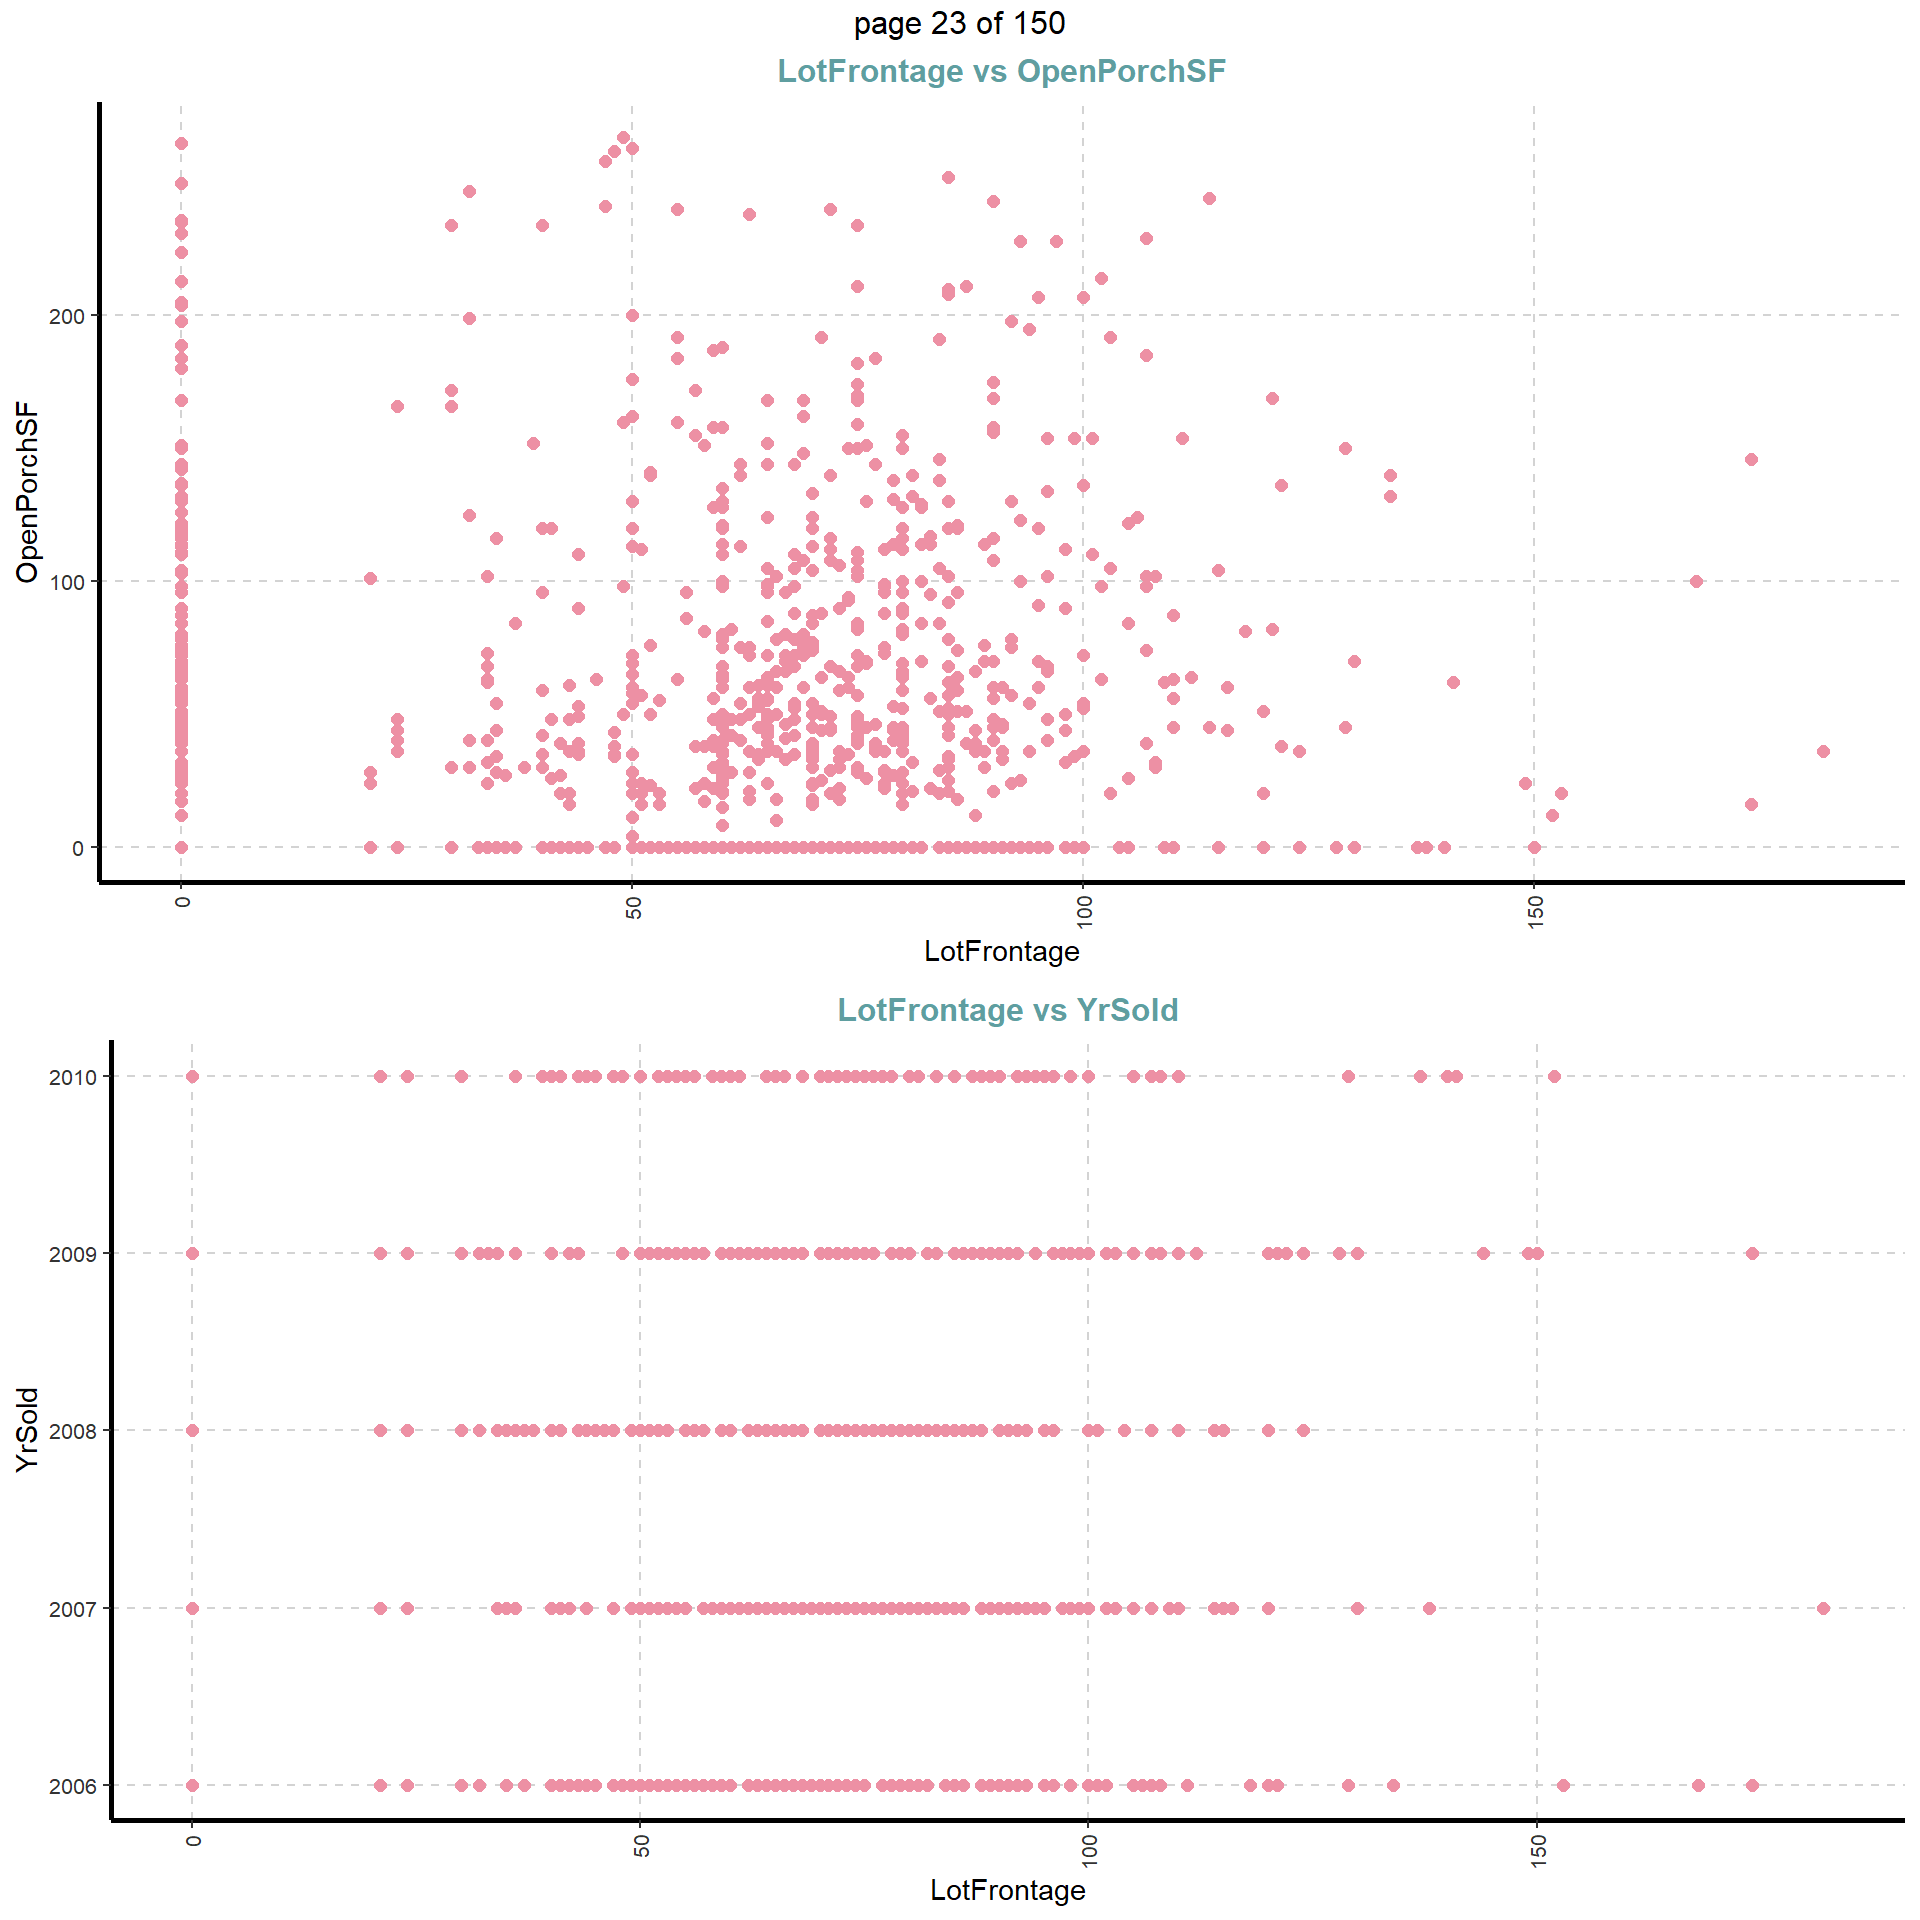 page 23 of 150
LotFrontage vs OpenPorchSF
OpenPorchSF
200
100
0
0
50
100
150
LotFrontage
LotFrontage vs YrSold
YrSold
2010
2009
2008
2007
2006
0
50
100
150
LotFrontage